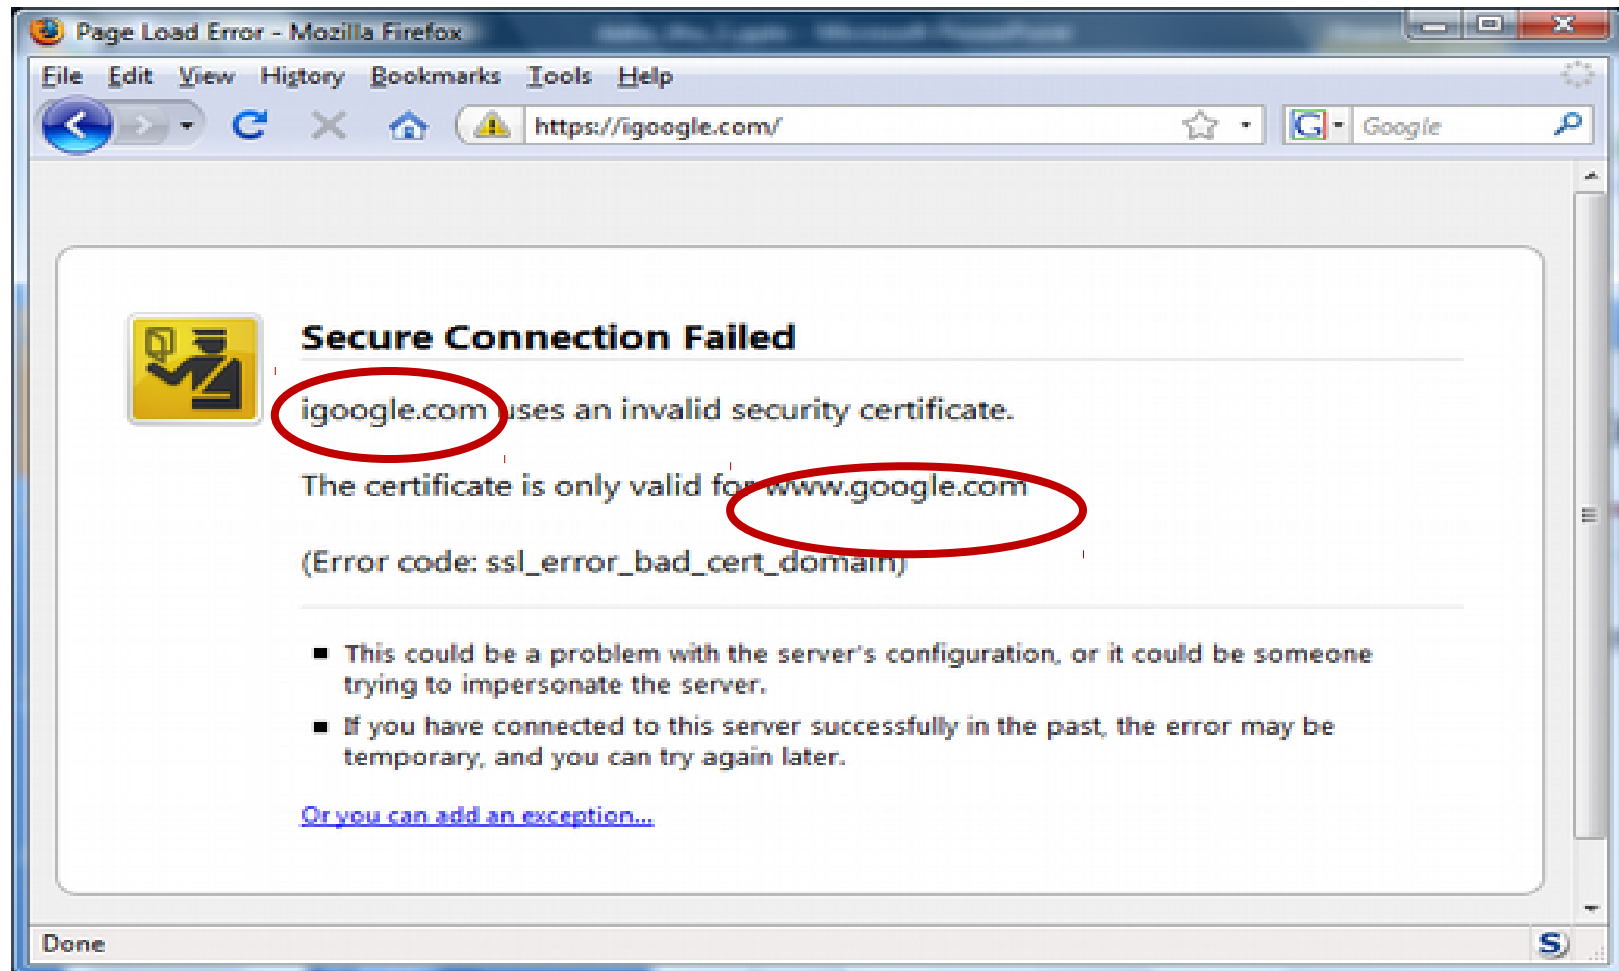 Page Load Error - Mozilla Firefox
File Edit View History Bookmarks Tools Help
https://igoogle.com/
G Google
Secure Connection Failed
igoogle.com uses an invalid security certificate.
The certificate is only valid for www.google.com
(Error code: ssl_error_bad_cert_domain)
This could be a problem with the server's configuration, or it could be someone
trying to impersonate the server.
If you have connected to this server successfully in the past, the error may be
temporary, and you can try again later.
Or you can add an exception...
Done
S